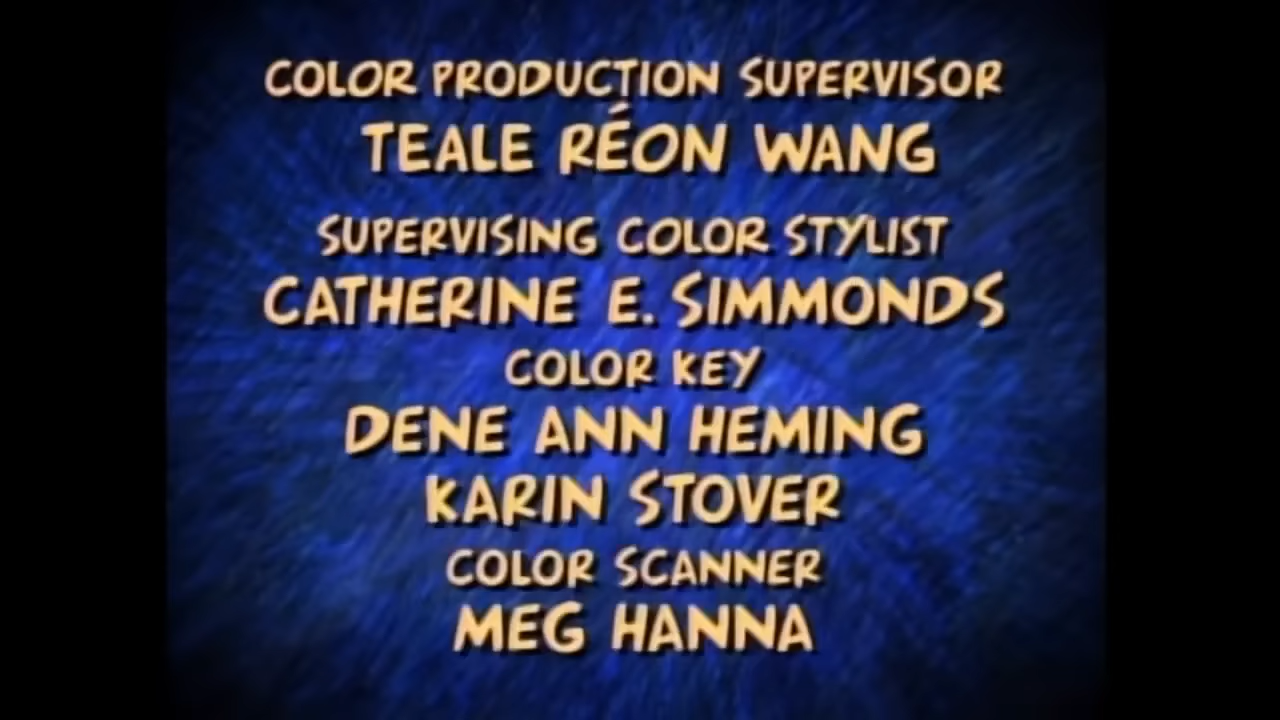 COLOR PRODUCTION SUPERVISOR
TEALE RÉON WANG
SUPERVISING COLOR STYLIST
CATHERINE E. SIMMONDS
COLOR KEY
DENE ANN HEMING
KARIN STOVER
COLOR SCANNER
MEG HANNA